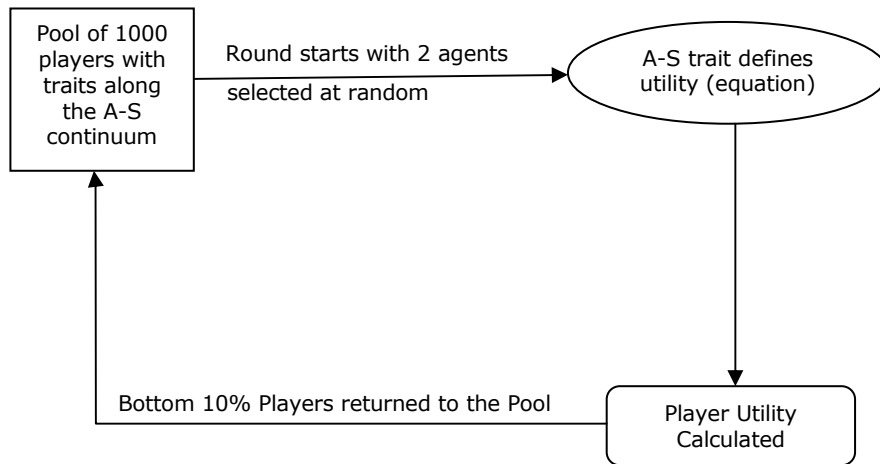 Pool of 1000
players with
traits along
the A-S
continuum
Round starts with 2 agents
selected at random
A-S trait defines
utility (equation)
Bottom 10% Players returned to the Pool
Player Utility
Calculated